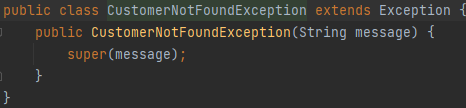 public class CustomerNotFoundException extends Exception {
    public CustomerNotFoundException(String message) {
        super(message);
    }
}